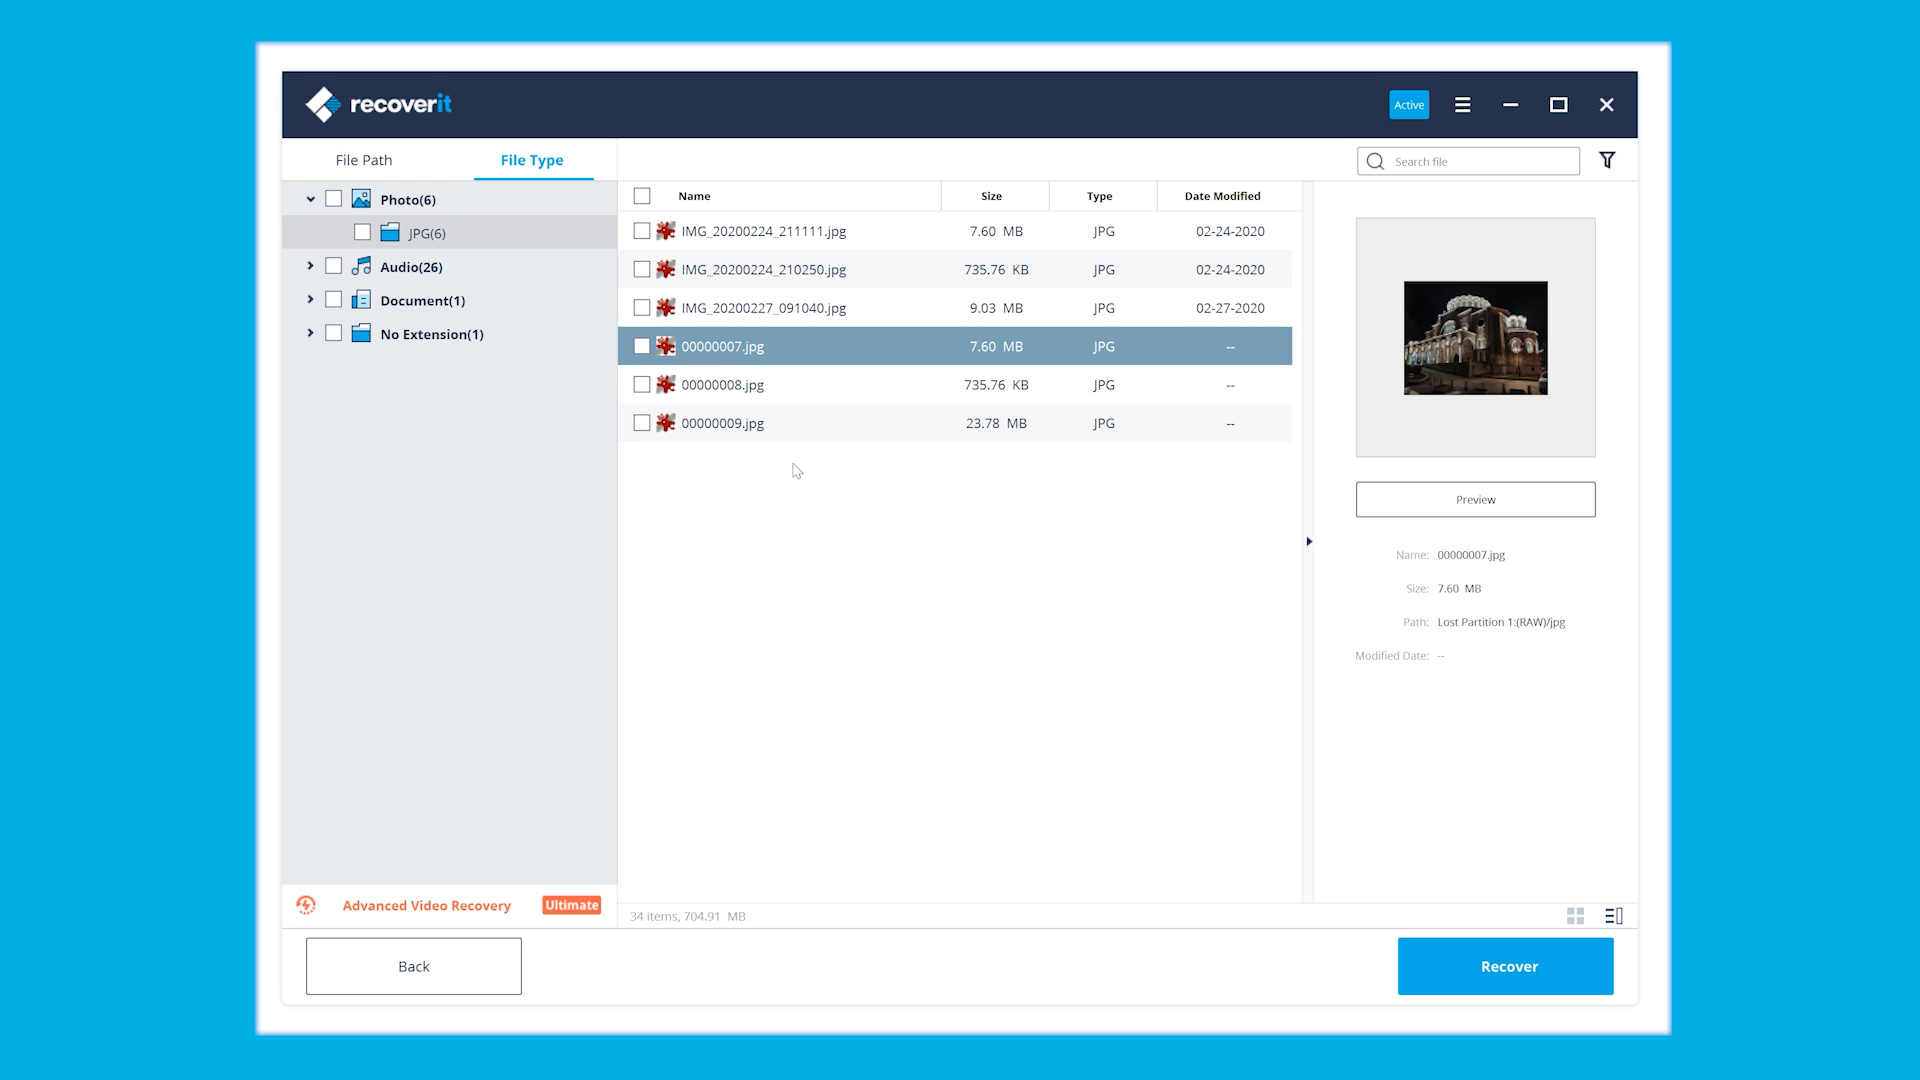 recoverit
Active
File Path
File Type
Search file
Photo(6)
JPG(6)
Audio(26)
Document(1)
No Extension(1)
Name Size Type Date Modified
IMG_20200224_211111.jpg 7.60 MB JPG 02-24-2020
IMG_20200224_210250.jpg 735.76 KB JPG 02-24-2020
IMG_20200227_091040.jpg 9.03 MB JPG 02-27-2020
00000007.jpg 7.60 MB JPG --
00000008.jpg 735.76 KB JPG --
00000009.jpg 23.78 MB JPG --
Preview
Name: 00000007.jpg
Size: 7.60 MB
Path: Lost Partition 1:(RAW)/jpg
Modified Date: --
Advanced Video Recovery Ultimate
34 items, 704.91 MB
Back
Recover